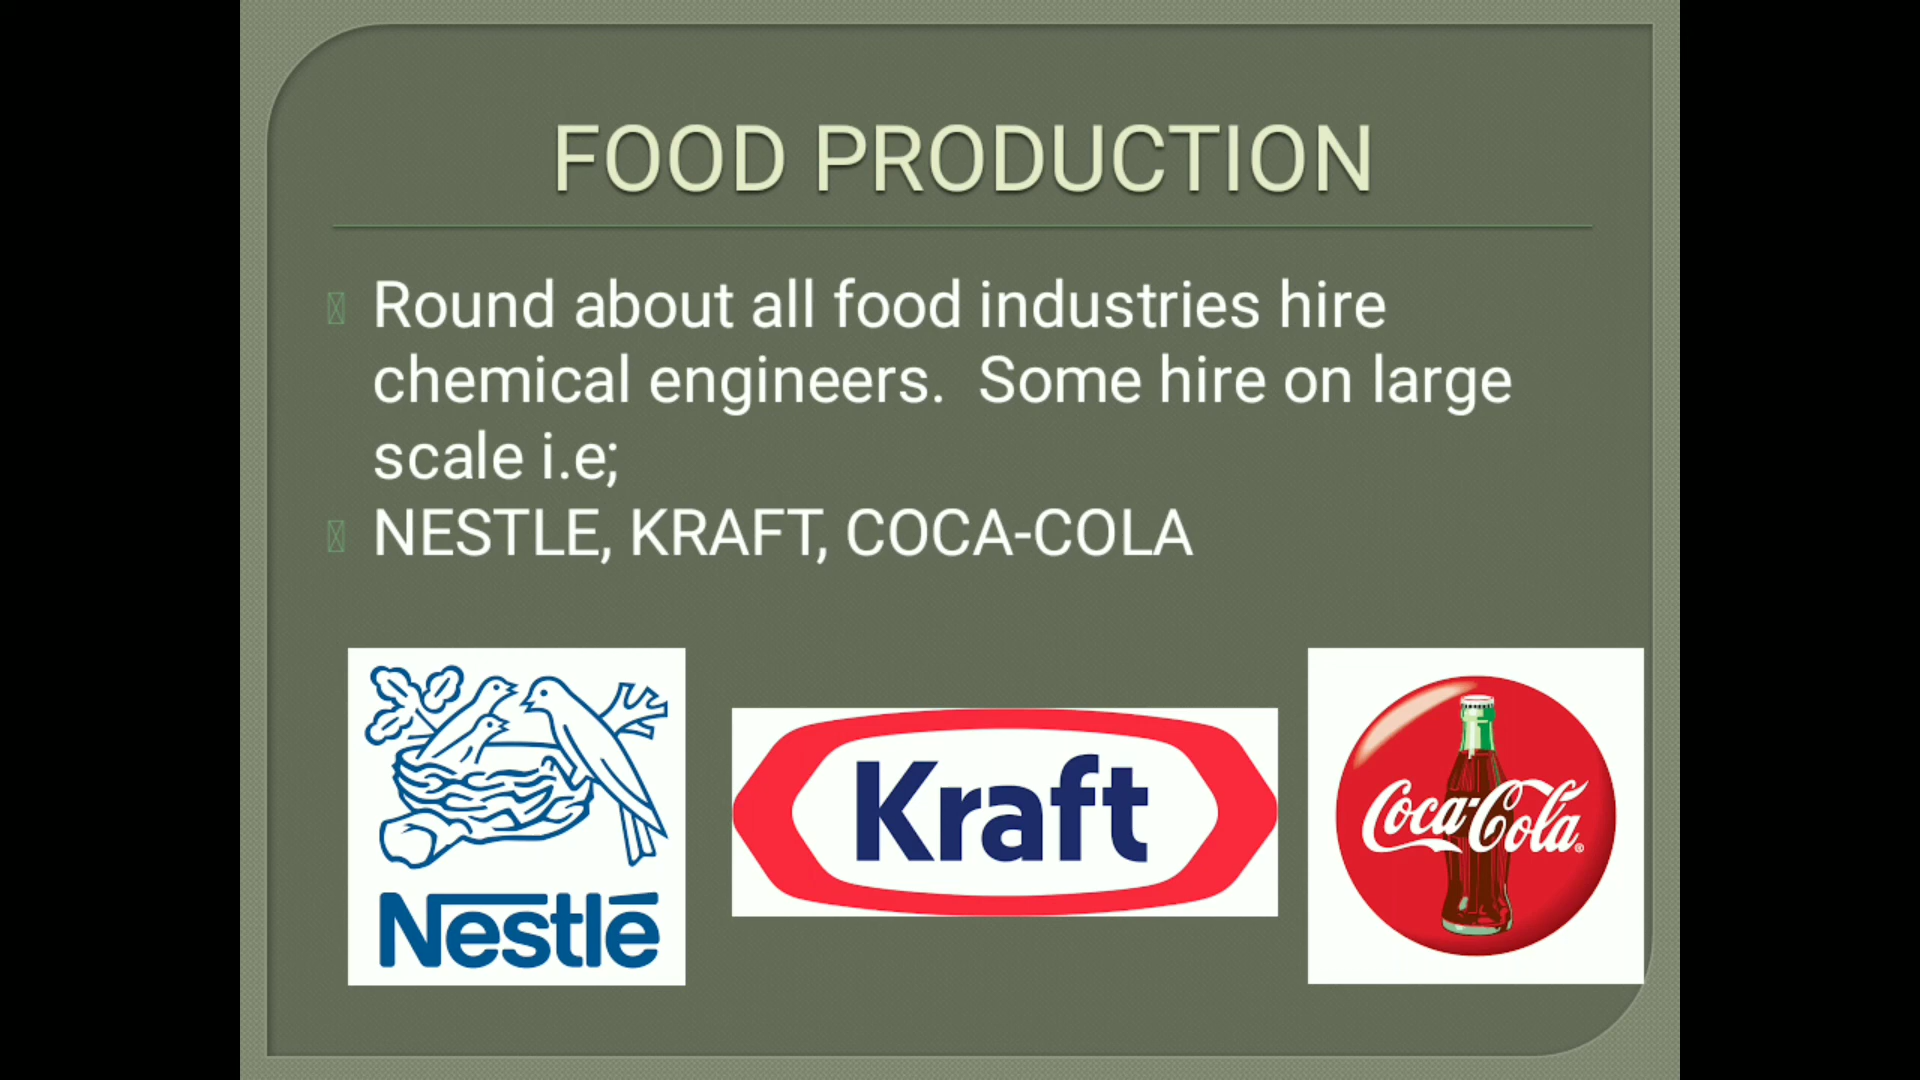 FOOD PRODUCTION
Round about all food industries hire
chemical engineers.  Some hire on large
scale i.e;
NESTLE, KRAFT, COCA-COLA
Nestlé
Kraft
Coca-Cola®